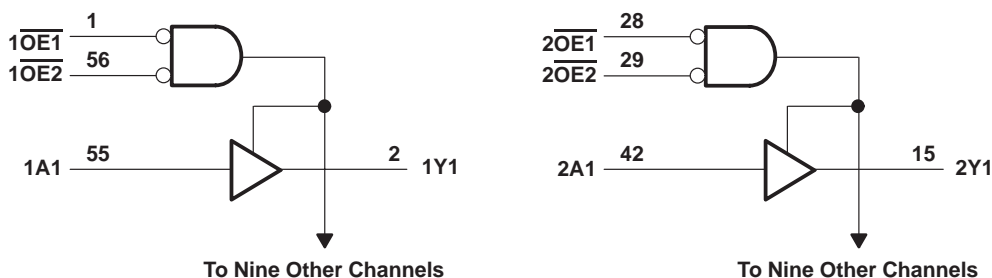 1
1OE1
56
1OE2
55
1A1
2
1Y1
To Nine Other Channels
28
2OE1
29
2OE2
42
2A1
15
2Y1
To Nine Other Channels